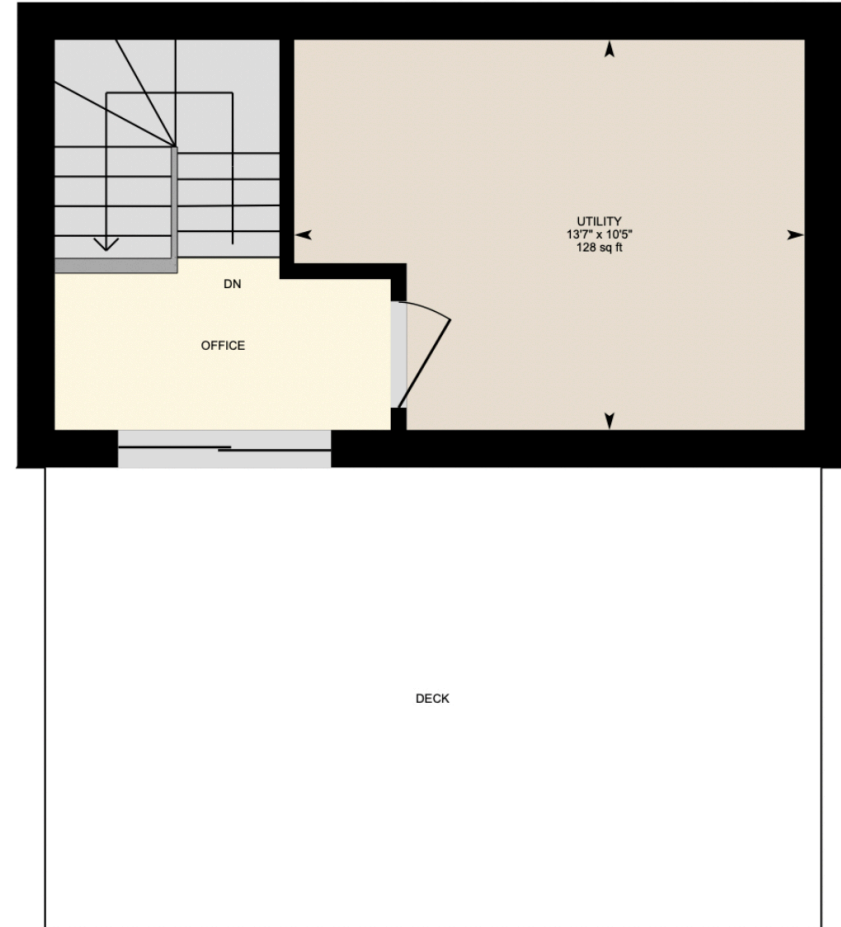 UTILITY
13'7" x 10'5"
128 sq ft
DN
OFFICE
DECK